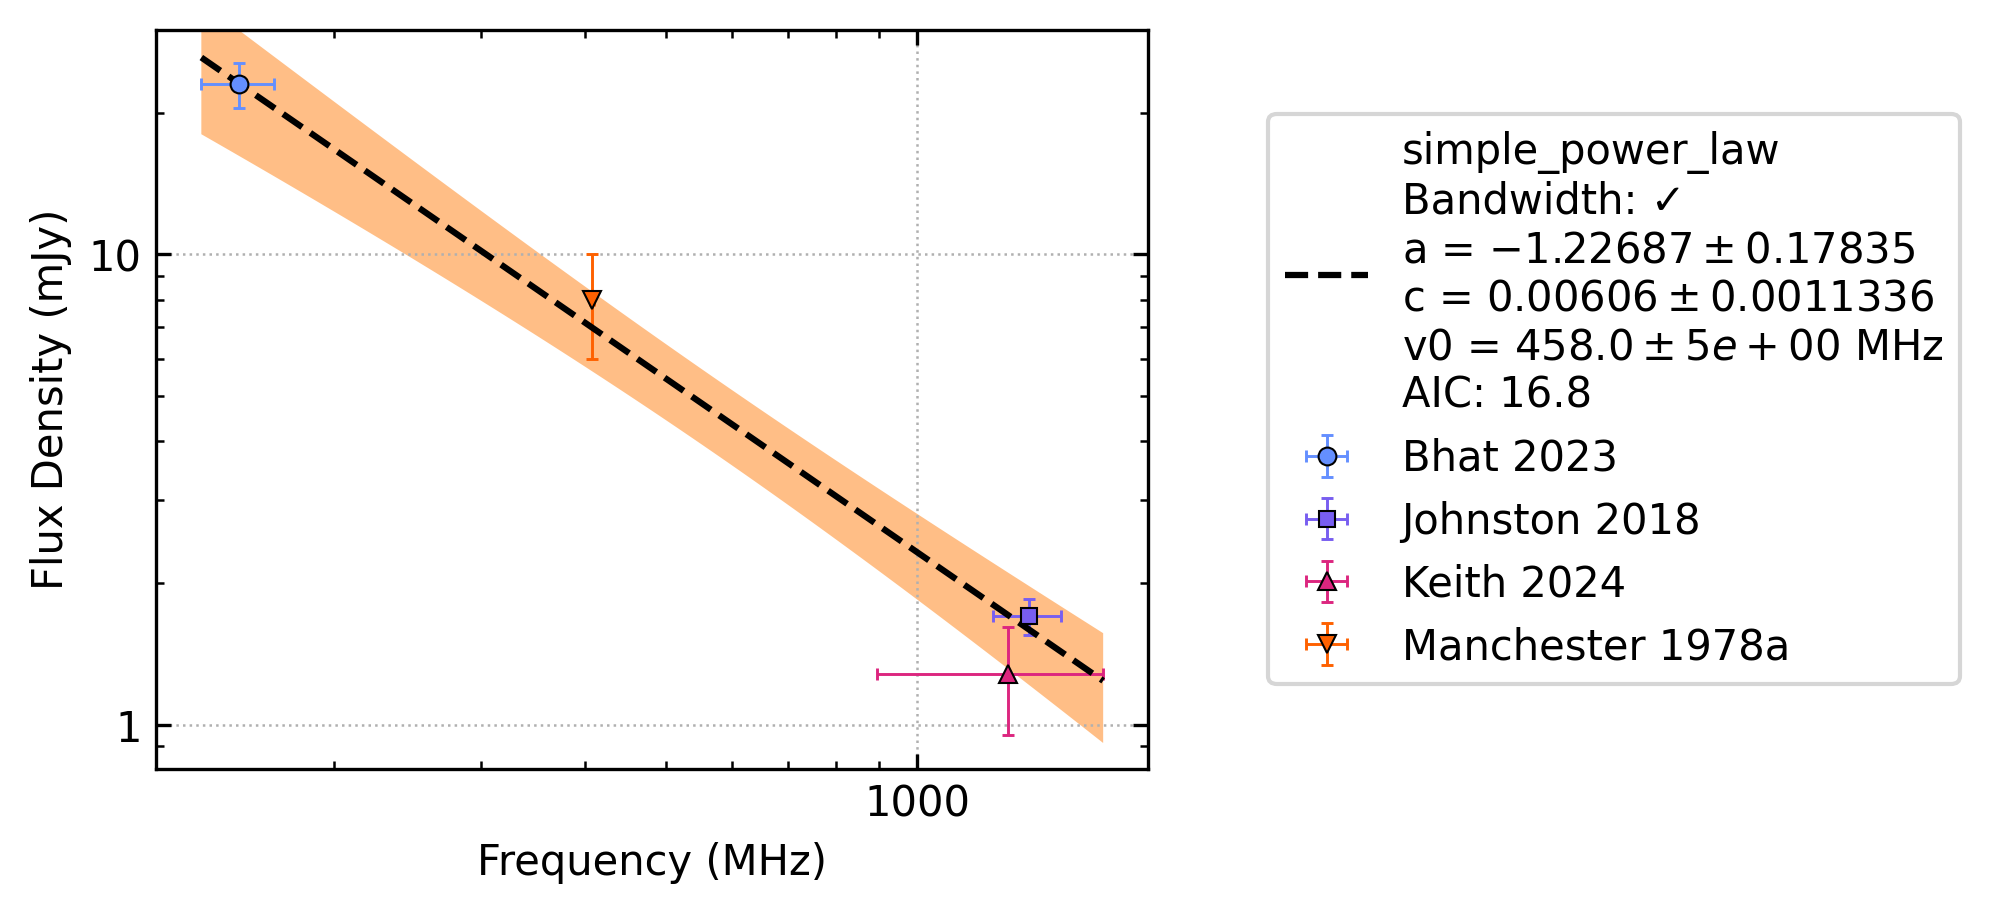 Flux Density (mJy)
10
1
1000
Frequency (MHz)
simple_power_law
Bandwidth: ✓
a = −1.22687 ± 0.17835
c = 0.00606 ± 0.0011336
v0 = 458.0 ± 5e + 00 MHz
AIC: 16.8
Bhat 2023
Johnston 2018
Keith 2024
Manchester 1978a